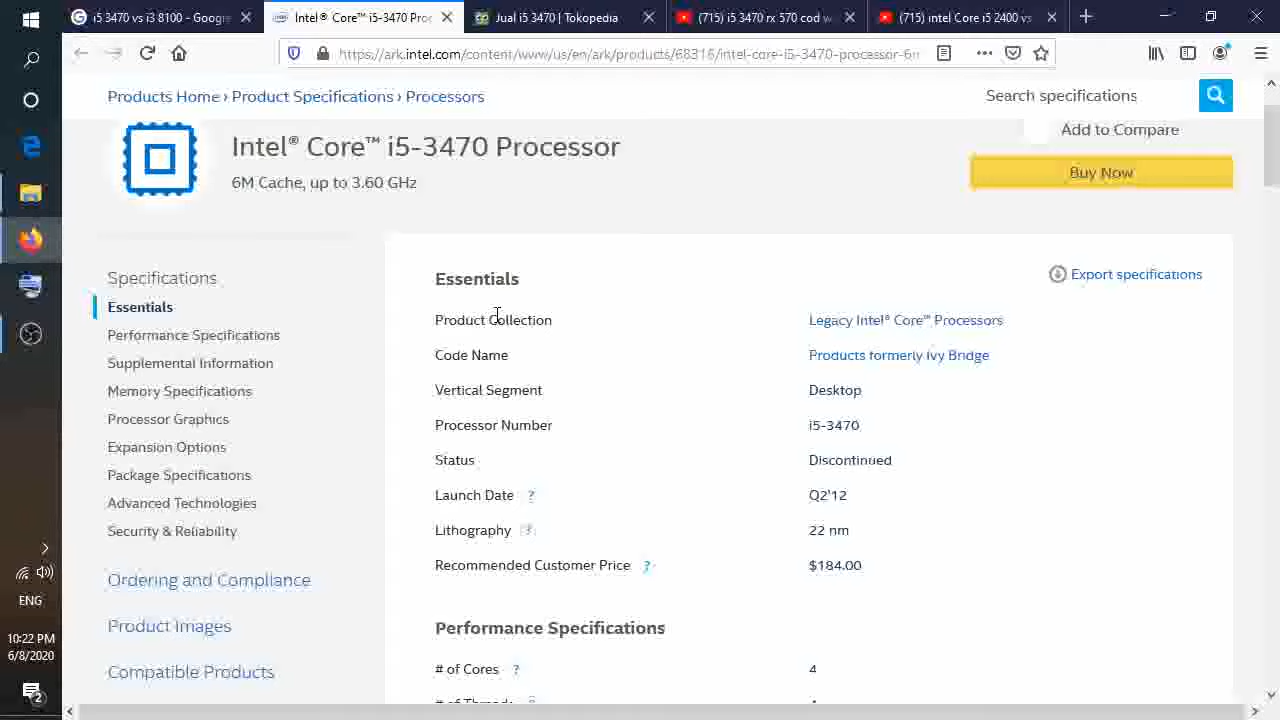 i5 3470 vs i3 8100 - Google
Intel® Core™ i5-3470 Proc
Jual i5 3470 | Tokopedia
(715) i5 3470 rx 570 cod w
(715) intel Core i5 2400 vs
https://ark.intel.com/content/www/us/en/ark/products/68316/intel-core-i5-3470-processor-6m
Products Home › Product Specifications › Processors
Search specifications
Add to Compare
Intel® Core™ i5-3470 Processor
6M Cache, up to 3.60 GHz
Buy Now
Specifications
Essentials
Performance Specifications
Supplemental Information
Memory Specifications
Processor Graphics
Expansion Options
Package Specifications
Advanced Technologies
Security & Reliability
Ordering and Compliance
Product Images
Compatible Products
Essentials
Export specifications
Product Collection Legacy Intel® Core™ Processors
Code Name Products formerly Ivy Bridge
Vertical Segment Desktop
Processor Number i5-3470
Status Discontinued
Launch Date ? Q2'12
Lithography ? 22 nm
Recommended Customer Price ? $184.00
Performance Specifications
# of Cores ? 4
# of Threads
ENG
10:22 PM
6/8/2020
2